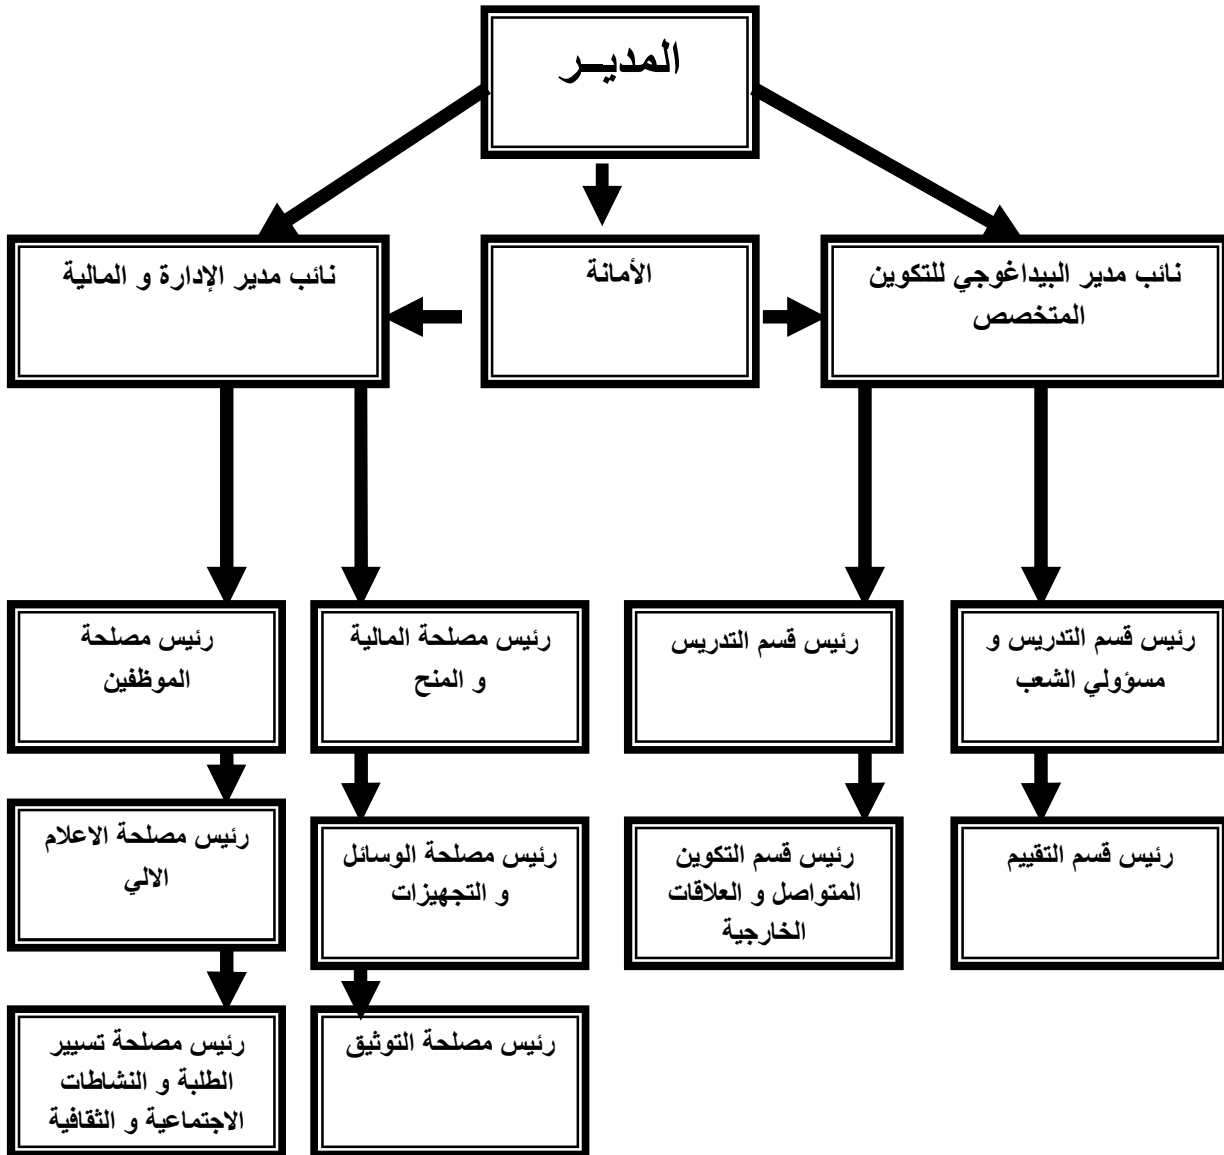 المديــر
نائب مدير البيداغوجي للتكوين
المتخصص
الأمانة
نائب مدير الإدارة و المالية
رئيس قسم التدريس و
مسؤولي الشعب
رئيس قسم التدريس
رئيس مصلحة المالية
و المنح
رئيس مصلحة
الموظفين
رئيس قسم التقييم
رئيس قسم التكوين
المتواصل و العلاقات
الخارجية
رئيس مصلحة الوسائل
و التجهيزات
رئيس مصلحة الاعلام
الالي
رئيس مصلحة التوثيق
رئيس مصلحة تسيير
الطلبة و النشاطات
الاجتماعية و الثقافية